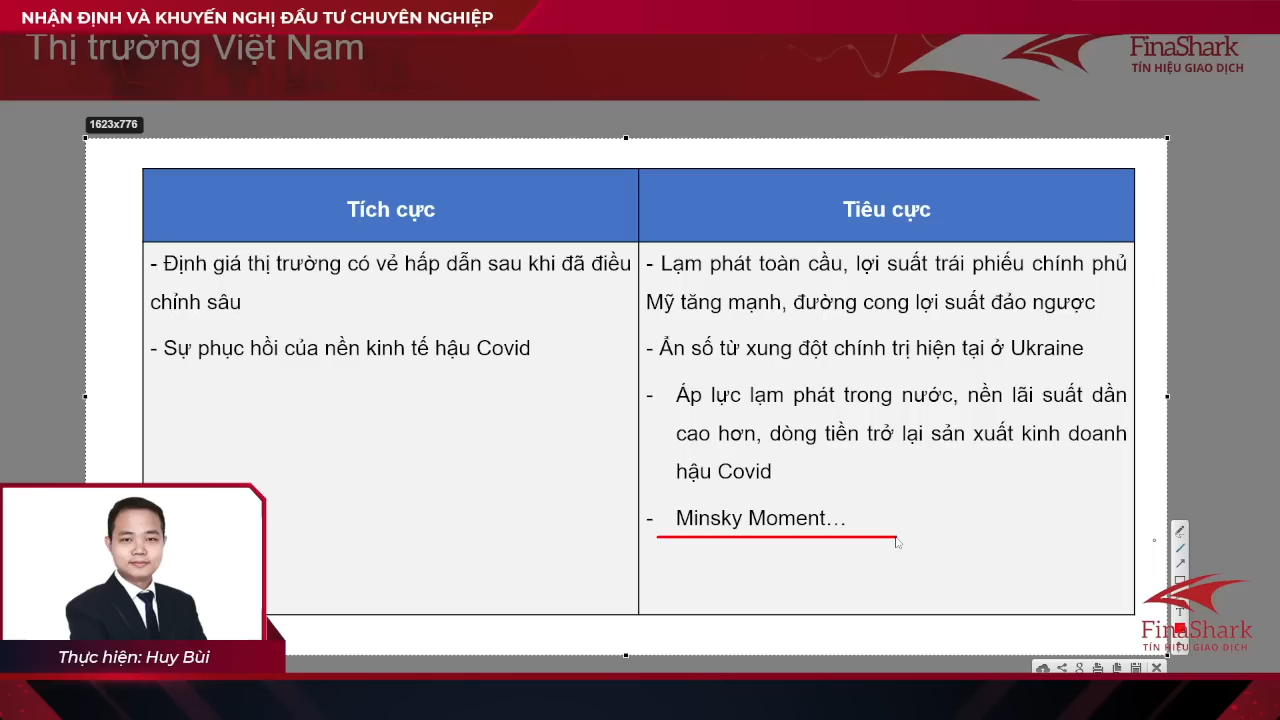 NHẬN ĐỊNH VÀ KHUYẾN NGHỊ ĐẦU TƯ CHUYÊN NGHIỆP
Thị trường Việt Nam
FinaShark
TÍN HIỆU GIAO DỊCH
1623x776
Tích cực
Tiêu cực
- Định giá thị trường có vẻ hấp dẫn sau khi đã điều
chỉnh sâu
- Sự phục hồi của nền kinh tế hậu Covid
- Lạm phát toàn cầu, lợi suất trái phiếu chính phủ
Mỹ tăng mạnh, đường cong lợi suất đảo ngược
- Ẩn số từ xung đột chính trị hiện tại ở Ukraine
- Áp lực lạm phát trong nước, nền lãi suất dần
cao hơn, dòng tiền trở lại sản xuất kinh doanh
hậu Covid
- Minsky Moment…
FinaShark
TÍN HIỆU GIAO DỊCH
Thực hiện: Huy Bùi